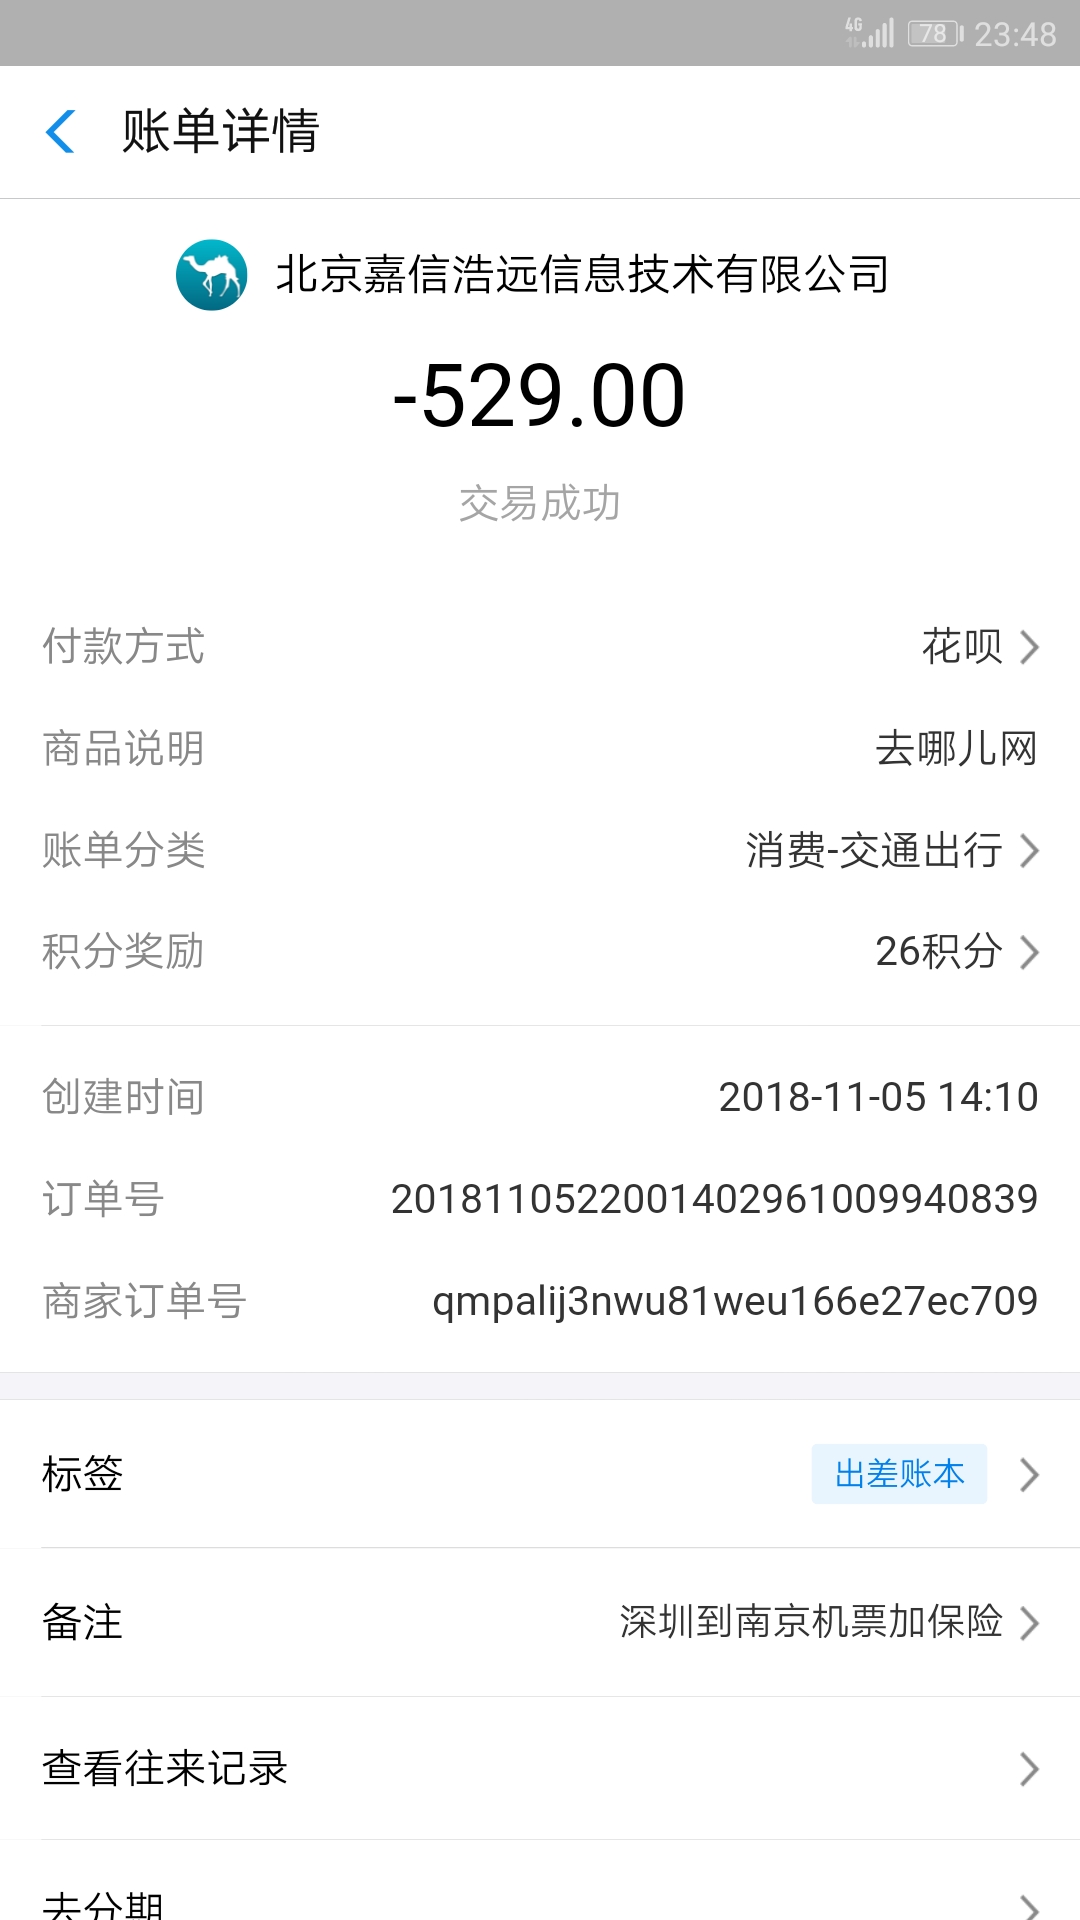 4G 78 23:48
账单详情
北京嘉信浩远信息技术有限公司
-529.00
交易成功
付款方式 花呗
商品说明 去哪儿网
账单分类 消费-交通出行
积分奖励 26积分
创建时间 2018-11-05 14:10
订单号 2018110522001402961009940839
商家订单号 qmpalij3nwu81weu166e27ec709
标签 出差账本
备注 深圳到南京机票加保险
查看往来记录
去分期